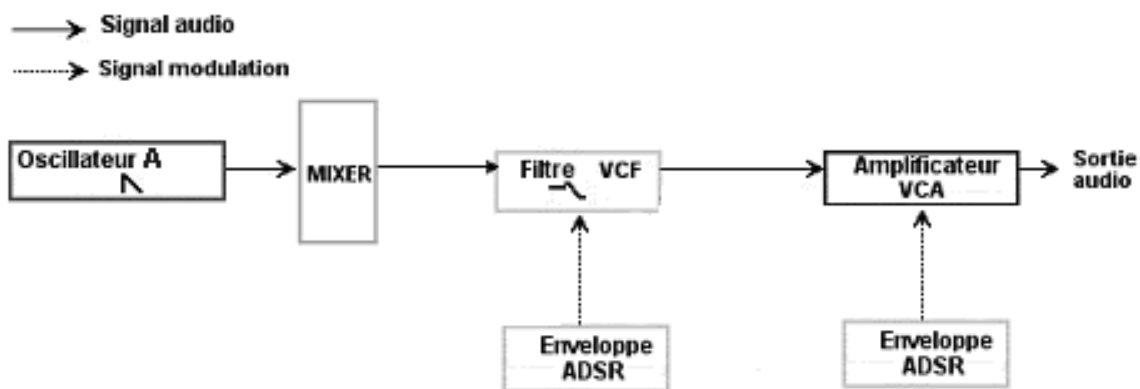 Signal audio
Signal modulation
Oscillateur A
MIXER
Filtre VCF
Amplificateur
VCA
Sortie
audio
Enveloppe
ADSR
Enveloppe
ADSR